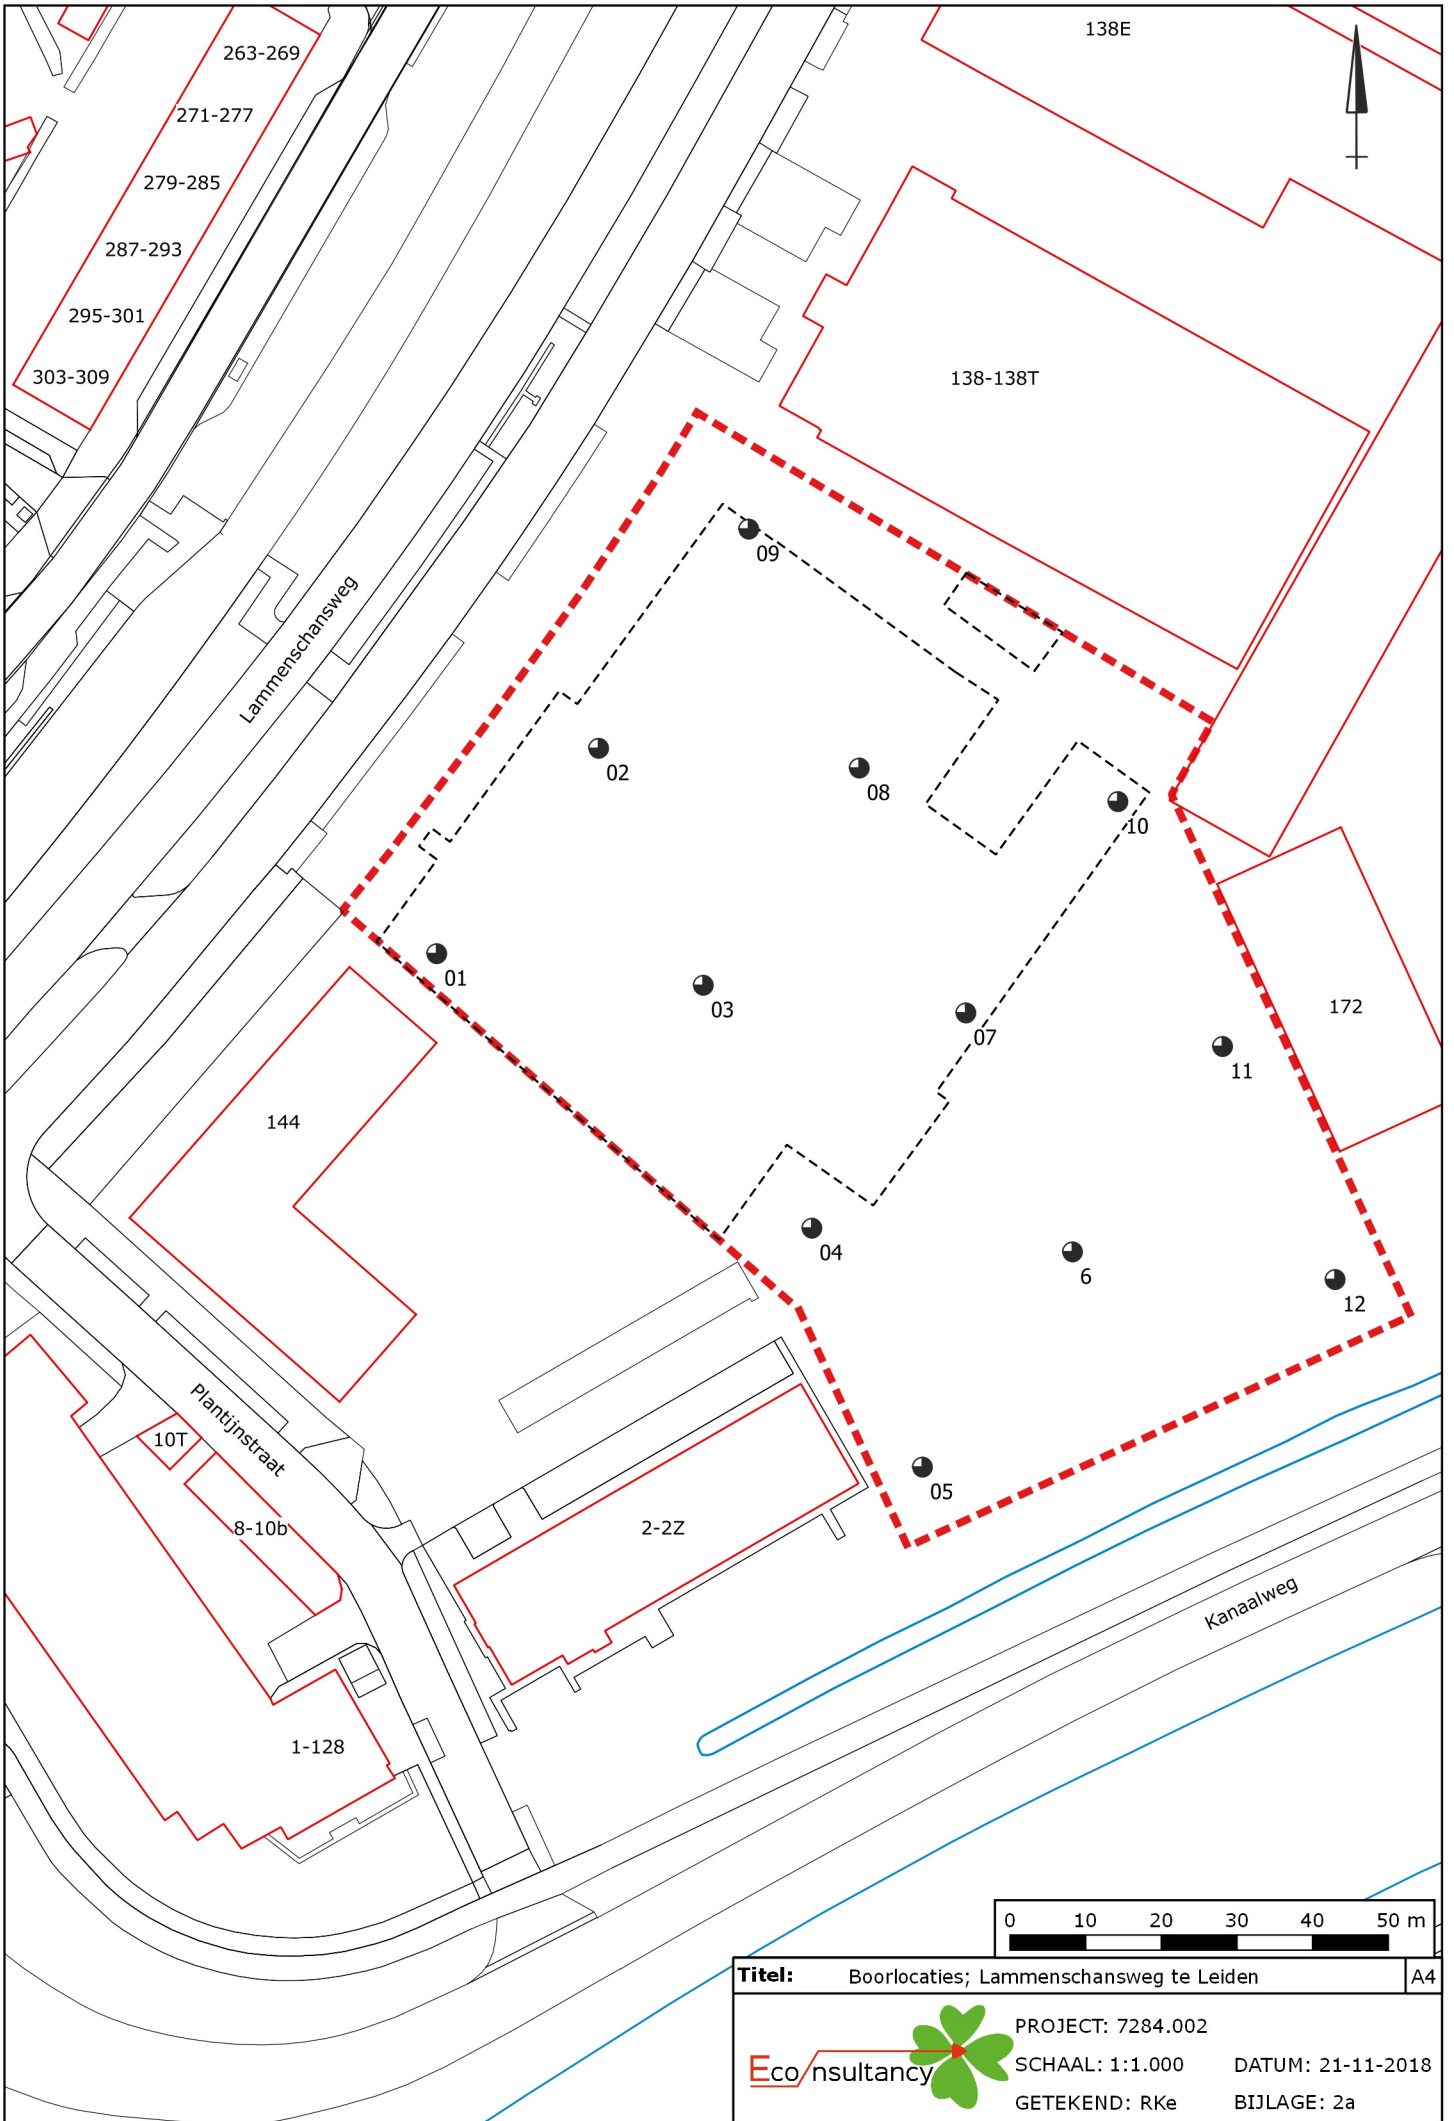 138E
263-269
271-277
279-285
287-293
295-301
303-309
138-138T
Lammenschansweg
09
02
08
10
01
03
07
172
11
144
04
6
12
Plantijnstraat
10T
8-10b
05
2-2Z
Kanaalweg
1-128
0 10 20 30 40 50 m
Titel: Boorlocaties; Lammenschansweg te Leiden A4
Econsultancy
PROJECT: 7284.002
SCHAAL: 1:1.000 DATUM: 21-11-2018
GETEKEND: RKe BIJLAGE: 2a